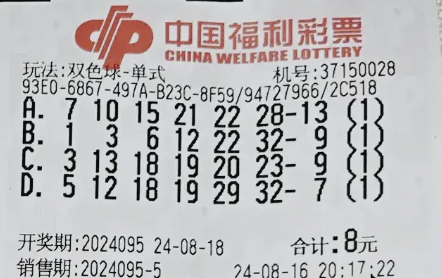 中国福利彩票
CHINA WELFARE LOTTERY
玩法:双色球-单式 机号:37150028
93E0-6867-497A-B23C-8F59/94727966/2C518
A. 7 10 15 21 22 28-13 (1)
B. 1 3 6 12 22 32- 9 (1)
C. 3 13 18 19 20 23- 9 (1)
D. 5 12 18 19 29 32- 7 (1)
开奖期:2024095 24-08-18 合计:8元
销售期:2024095-5 24-08-16 20:17:22